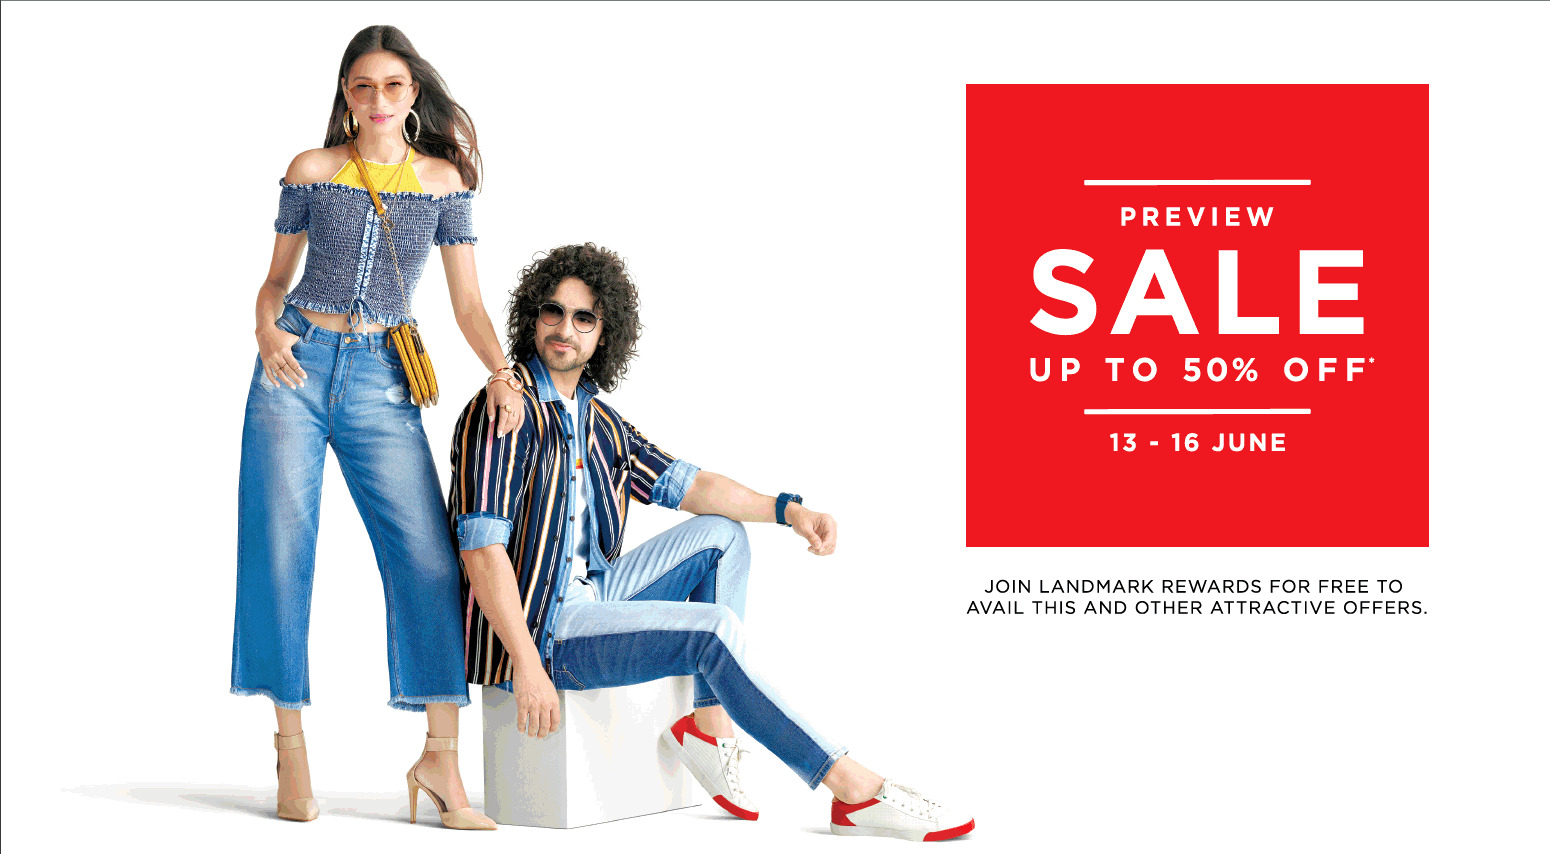 PREVIEW
SALE
UP TO 50% OFF*
13 - 16 JUNE
JOIN LANDMARK REWARDS FOR FREE TO
AVAIL THIS AND OTHER ATTRACTIVE OFFERS.